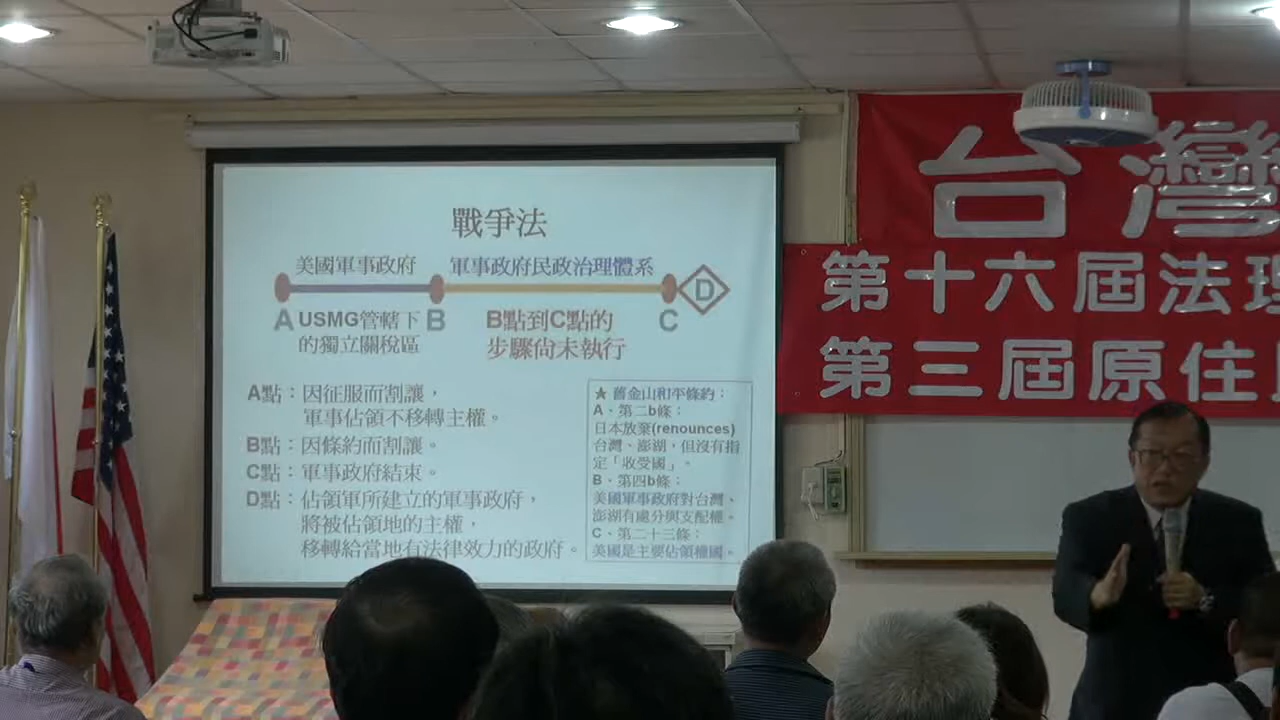 戰爭法
美國軍事政府
軍事政府民政治理體系
A
B
C
D
USMG管轄下
的獨立關稅區
B點到C點的
步驟尚未執行
A點：因征服而割讓，
軍事佔領不移轉主權。
B點：因條約而割讓。
C點：軍事政府結束。
D點：佔領軍所建立的軍事政府，
將被佔領地的主權，
移轉給當地有法律效力的政府。
★ 舊金山和平條約：
A、第二b條：
日本放棄(renounces)
台灣、澎湖，但沒有指
定「收受國」。
B、第四b條：
美國軍事政府對台灣、
澎湖有處分與支配權。
C、第二十三條：
美國是主要佔領權國。
台灣
第十六屆法理
第三屆原住